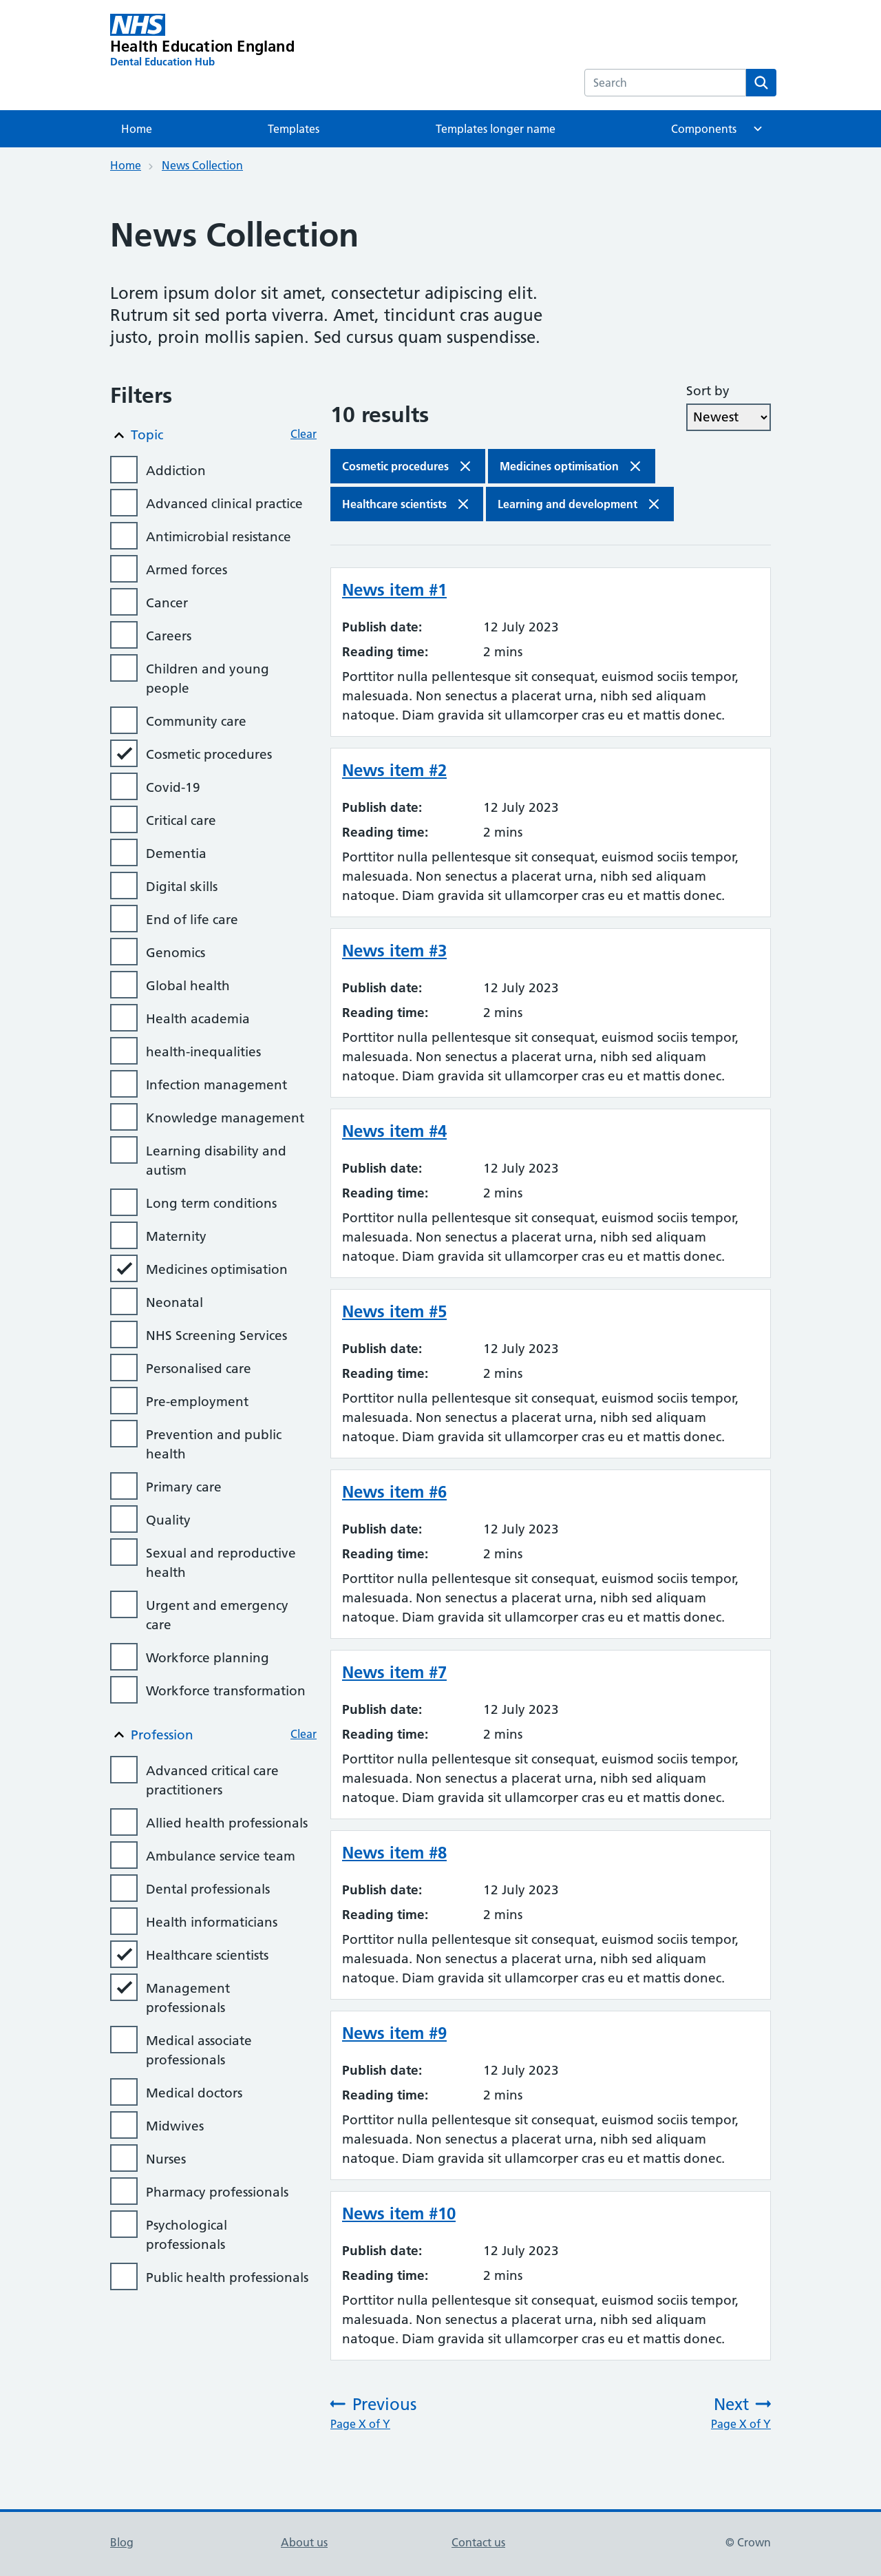 NHS
Health Education England
Dental Education Hub
Search
Home
Templates
Templates longer name
Components
Home
News Collection
News Collection
Lorem ipsum dolor sit amet, consectetur adipiscing elit.
Rutrum sit sed porta viverra. Amet, tincidunt cras augue
justo, proin mollis sapien. Sed cursus quam suspendisse.
Filters
Topic
Clear
Addiction
Advanced clinical practice
Antimicrobial resistance
Armed forces
Cancer
Careers
Children and young
people
Community care
Cosmetic procedures
Covid-19
Critical care
Dementia
Digital skills
End of life care
Genomics
Global health
Health academia
health-inequalities
Infection management
Knowledge management
Learning disability and
autism
Long term conditions
Maternity
Medicines optimisation
Neonatal
NHS Screening Services
Personalised care
Pre-employment
Prevention and public
health
Primary care
Quality
Sexual and reproductive
health
Urgent and emergency
care
Workforce planning
Workforce transformation
Profession
Clear
Advanced critical care
practitioners
Allied health professionals
Ambulance service team
Dental professionals
Health informaticians
Healthcare scientists
Management
professionals
Medical associate
professionals
Medical doctors
Midwives
Nurses
Pharmacy professionals
Psychological
professionals
Public health professionals
10 results
Sort by
Newest
Cosmetic procedures
Medicines optimisation
Healthcare scientists
Learning and development
News item #1
Publish date: 12 July 2023
Reading time: 2 mins
Porttitor nulla pellentesque sit consequat, euismod sociis tempor,
malesuada. Non senectus a placerat urna, nibh sed aliquam
natoque. Diam gravida sit ullamcorper cras eu et mattis donec.
News item #2
Publish date: 12 July 2023
Reading time: 2 mins
Porttitor nulla pellentesque sit consequat, euismod sociis tempor,
malesuada. Non senectus a placerat urna, nibh sed aliquam
natoque. Diam gravida sit ullamcorper cras eu et mattis donec.
News item #3
Publish date: 12 July 2023
Reading time: 2 mins
Porttitor nulla pellentesque sit consequat, euismod sociis tempor,
malesuada. Non senectus a placerat urna, nibh sed aliquam
natoque. Diam gravida sit ullamcorper cras eu et mattis donec.
News item #4
Publish date: 12 July 2023
Reading time: 2 mins
Porttitor nulla pellentesque sit consequat, euismod sociis tempor,
malesuada. Non senectus a placerat urna, nibh sed aliquam
natoque. Diam gravida sit ullamcorper cras eu et mattis donec.
News item #5
Publish date: 12 July 2023
Reading time: 2 mins
Porttitor nulla pellentesque sit consequat, euismod sociis tempor,
malesuada. Non senectus a placerat urna, nibh sed aliquam
natoque. Diam gravida sit ullamcorper cras eu et mattis donec.
News item #6
Publish date: 12 July 2023
Reading time: 2 mins
Porttitor nulla pellentesque sit consequat, euismod sociis tempor,
malesuada. Non senectus a placerat urna, nibh sed aliquam
natoque. Diam gravida sit ullamcorper cras eu et mattis donec.
News item #7
Publish date: 12 July 2023
Reading time: 2 mins
Porttitor nulla pellentesque sit consequat, euismod sociis tempor,
malesuada. Non senectus a placerat urna, nibh sed aliquam
natoque. Diam gravida sit ullamcorper cras eu et mattis donec.
News item #8
Publish date: 12 July 2023
Reading time: 2 mins
Porttitor nulla pellentesque sit consequat, euismod sociis tempor,
malesuada. Non senectus a placerat urna, nibh sed aliquam
natoque. Diam gravida sit ullamcorper cras eu et mattis donec.
News item #9
Publish date: 12 July 2023
Reading time: 2 mins
Porttitor nulla pellentesque sit consequat, euismod sociis tempor,
malesuada. Non senectus a placerat urna, nibh sed aliquam
natoque. Diam gravida sit ullamcorper cras eu et mattis donec.
News item #10
Publish date: 12 July 2023
Reading time: 2 mins
Porttitor nulla pellentesque sit consequat, euismod sociis tempor,
malesuada. Non senectus a placerat urna, nibh sed aliquam
natoque. Diam gravida sit ullamcorper cras eu et mattis donec.
Previous
Page X of Y
Next
Page X of Y
Blog
About us
Contact us
© Crown